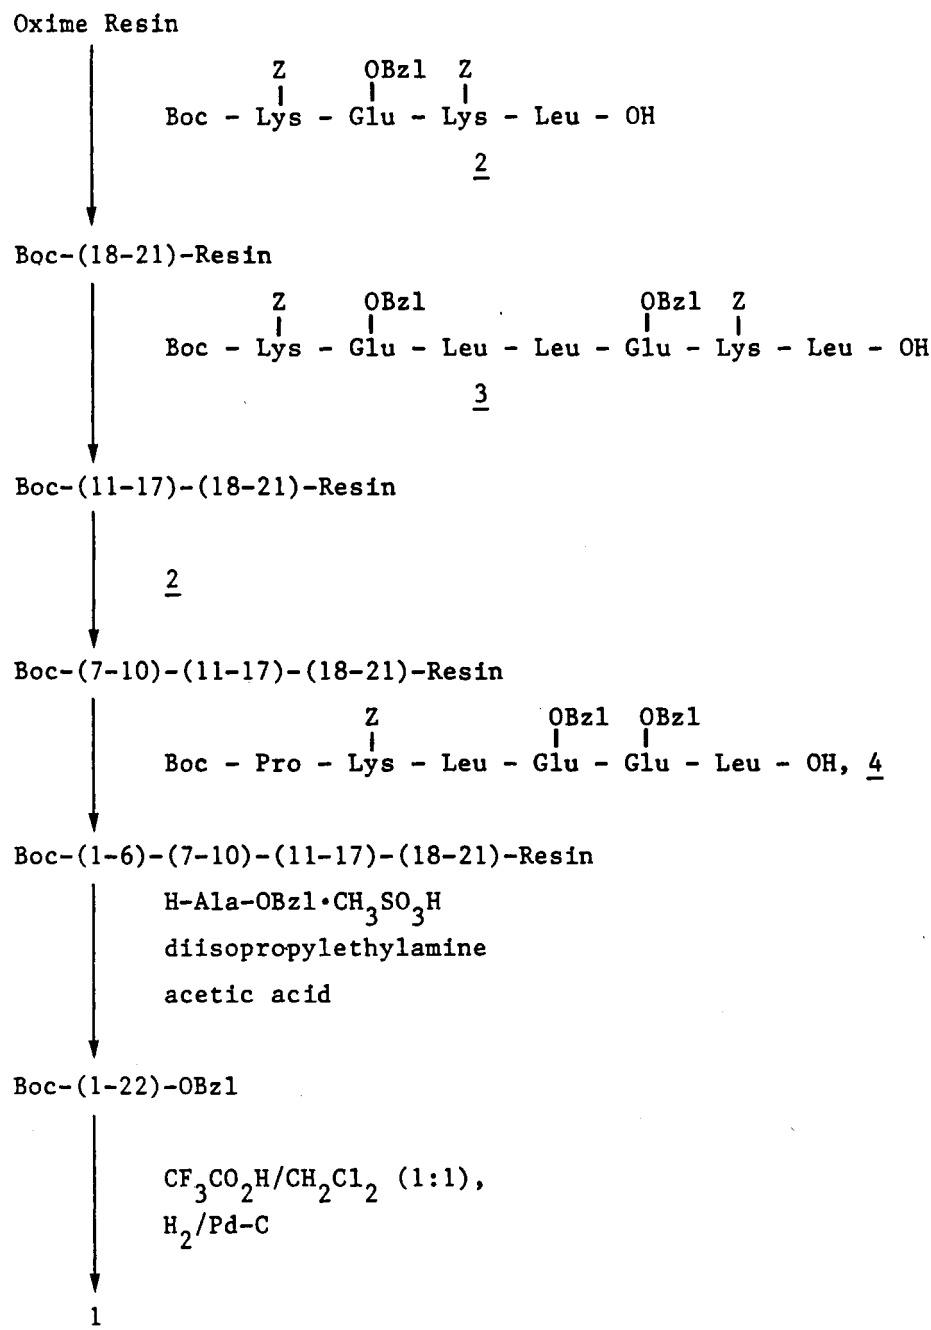 Oxime Resin
Z OBzl Z
Boc - Lys - Glu - Lys - Leu - OH
2
Boc-(18-21)-Resin
Z OBzl OBzl Z
Boc - Lys - Glu - Leu - Leu - Glu - Lys - Leu - OH
3
Boc-(11-17)-(18-21)-Resin
2
Boc-(7-10)-(11-17)-(18-21)-Resin
Z OBzl OBzl
Boc - Pro - Lys - Leu - Glu - Glu - Leu - OH, 4
Boc-(1-6)-(7-10)-(11-17)-(18-21)-Resin
H-Ala-OBzl•CH3SO3H
diisopropylethylamine
acetic acid
Boc-(1-22)-OBzl
CF3CO2H/CH2Cl2 (1:1),
H2/Pd-C
1